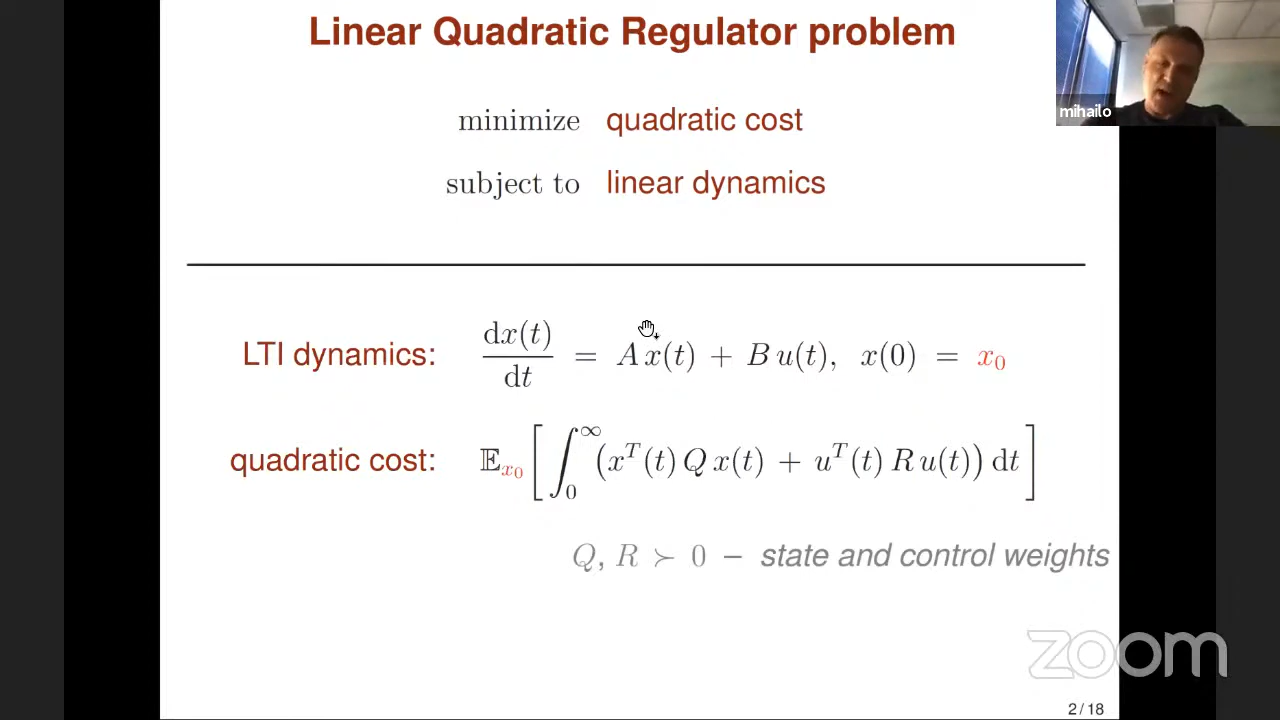 Linear Quadratic Regulator problem
mihailo
minimize quadratic cost
subject to linear dynamics
LTI dynamics: dx(t)/dt = A x(t) + B u(t), x(0) = x₀
quadratic cost: 𝔼ₓ₀ [ ∫₀^∞ (xᵀ(t) Q x(t) + uᵀ(t) R u(t)) dt ]
Q, R ≻ 0 – state and control weights
zoom
2 / 18